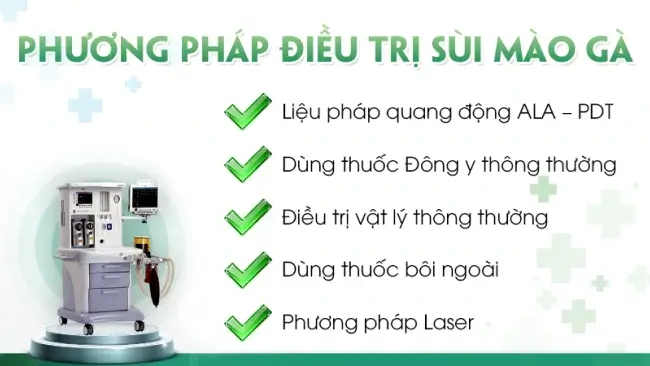 PHƯƠNG PHÁP ĐIỀU TRỊ SÙI MÀO GÀ
Liệu pháp quang động ALA – PDT
Dùng thuốc Đông y thông thường
Điều trị vật lý thông thường
Dùng thuốc bôi ngoài
Phương pháp Laser